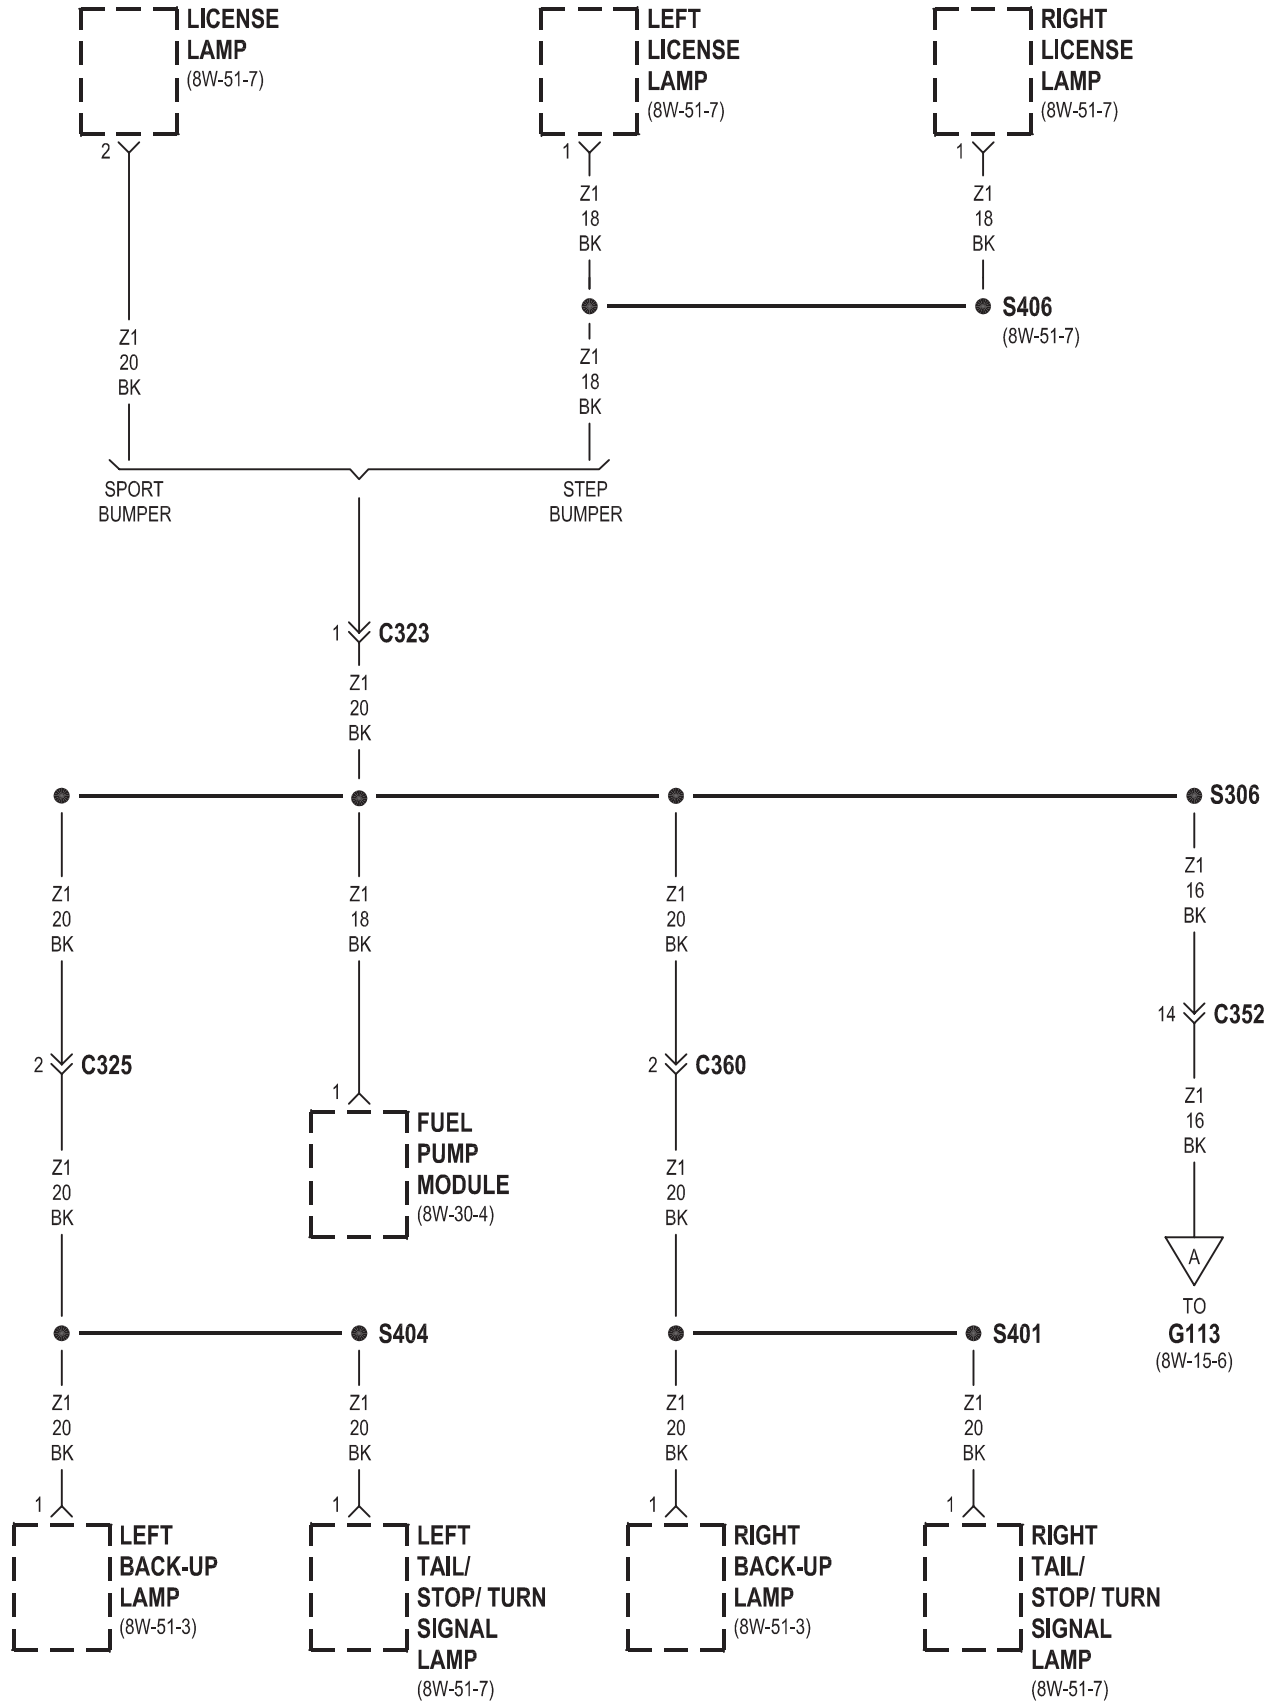 LICENSE
LAMP
(8W-51-7)
LEFT
LICENSE
LAMP
(8W-51-7)
RIGHT
LICENSE
LAMP
(8W-51-7)
2
1
1
Z1
18
BK
Z1
18
BK
S406
(8W-51-7)
Z1
20
BK
Z1
18
BK
SPORT
BUMPER
STEP
BUMPER
1
C323
Z1
20
BK
S306
Z1
20
BK
Z1
18
BK
Z1
20
BK
Z1
16
BK
14
C352
2
C325
2
C360
1
FUEL
PUMP
MODULE
(8W-30-4)
Z1
16
BK
Z1
20
BK
Z1
20
BK
A
TO
G113
(8W-15-6)
S404
S401
Z1
20
BK
Z1
20
BK
Z1
20
BK
Z1
20
BK
1
1
1
1
LEFT
BACK-UP
LAMP
(8W-51-3)
LEFT
TAIL/
STOP/ TURN
SIGNAL
LAMP
(8W-51-7)
RIGHT
BACK-UP
LAMP
(8W-51-3)
RIGHT
TAIL/
STOP/ TURN
SIGNAL
LAMP
(8W-51-7)